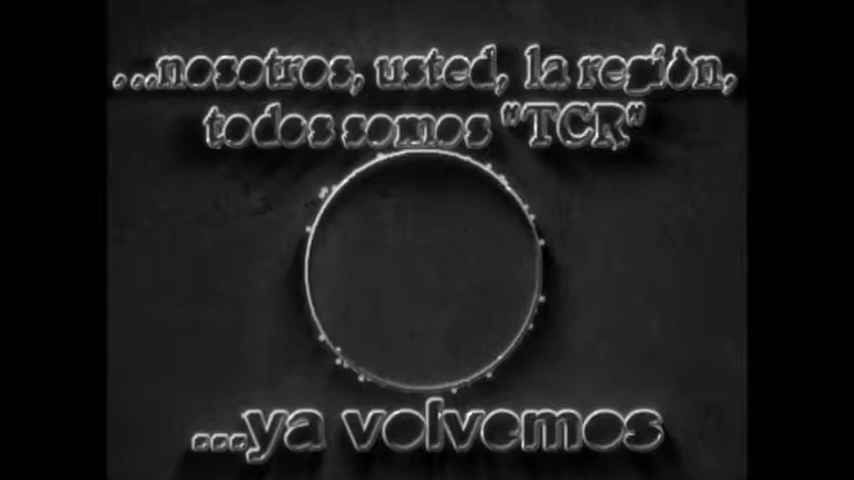 ...nosotros, usted, la región,
todos somos "TCR"
...ya volvemos